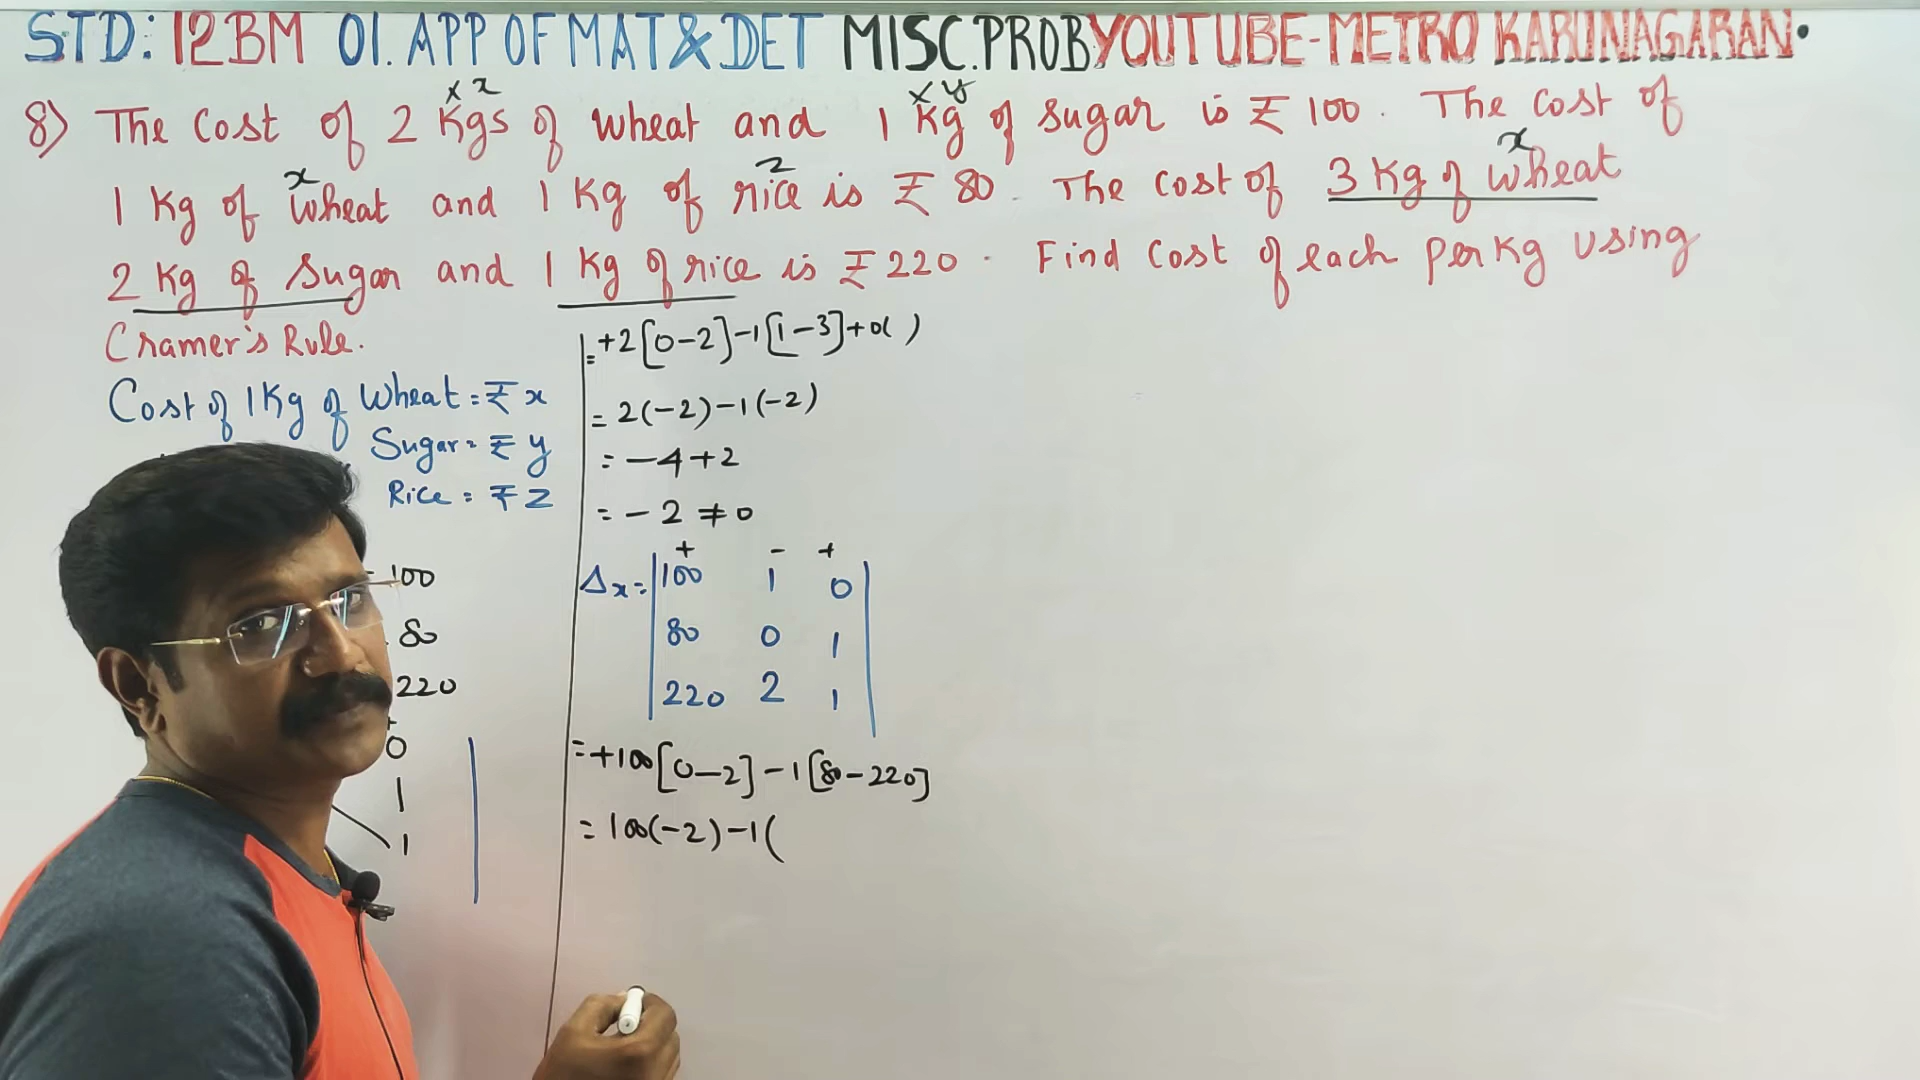 STD: 12BM 01. APP OF MAT & DET MISC.PROB YOUTUBE-METRO KARUNAGARAN.
x x x y
8) The Cost of 2 Kgs of wheat and 1 Kg of sugar is ₹ 100. The Cost of
x z x
1 Kg of wheat and 1 Kg of rice is ₹ 80. The Cost of 3 Kg of wheat
2 Kg of Sugar and 1 Kg of rice is ₹ 220. Find Cost of each per Kg using
Cramer's Rule.
Cost of 1 Kg of Wheat = ₹ x
Sugar = ₹ y
Rice = ₹ z
100
80
220
+
0
1
1
= +2[0-2]-1[1-3]+0( )
= 2(-2)-1(-2)
= -4+2
= -2 ≠ 0
+ - +
Δx = | 100 1 0 |
80 0 1
220 2 1
= +100[0-2]-1[80-220]
= 100(-2)-1(